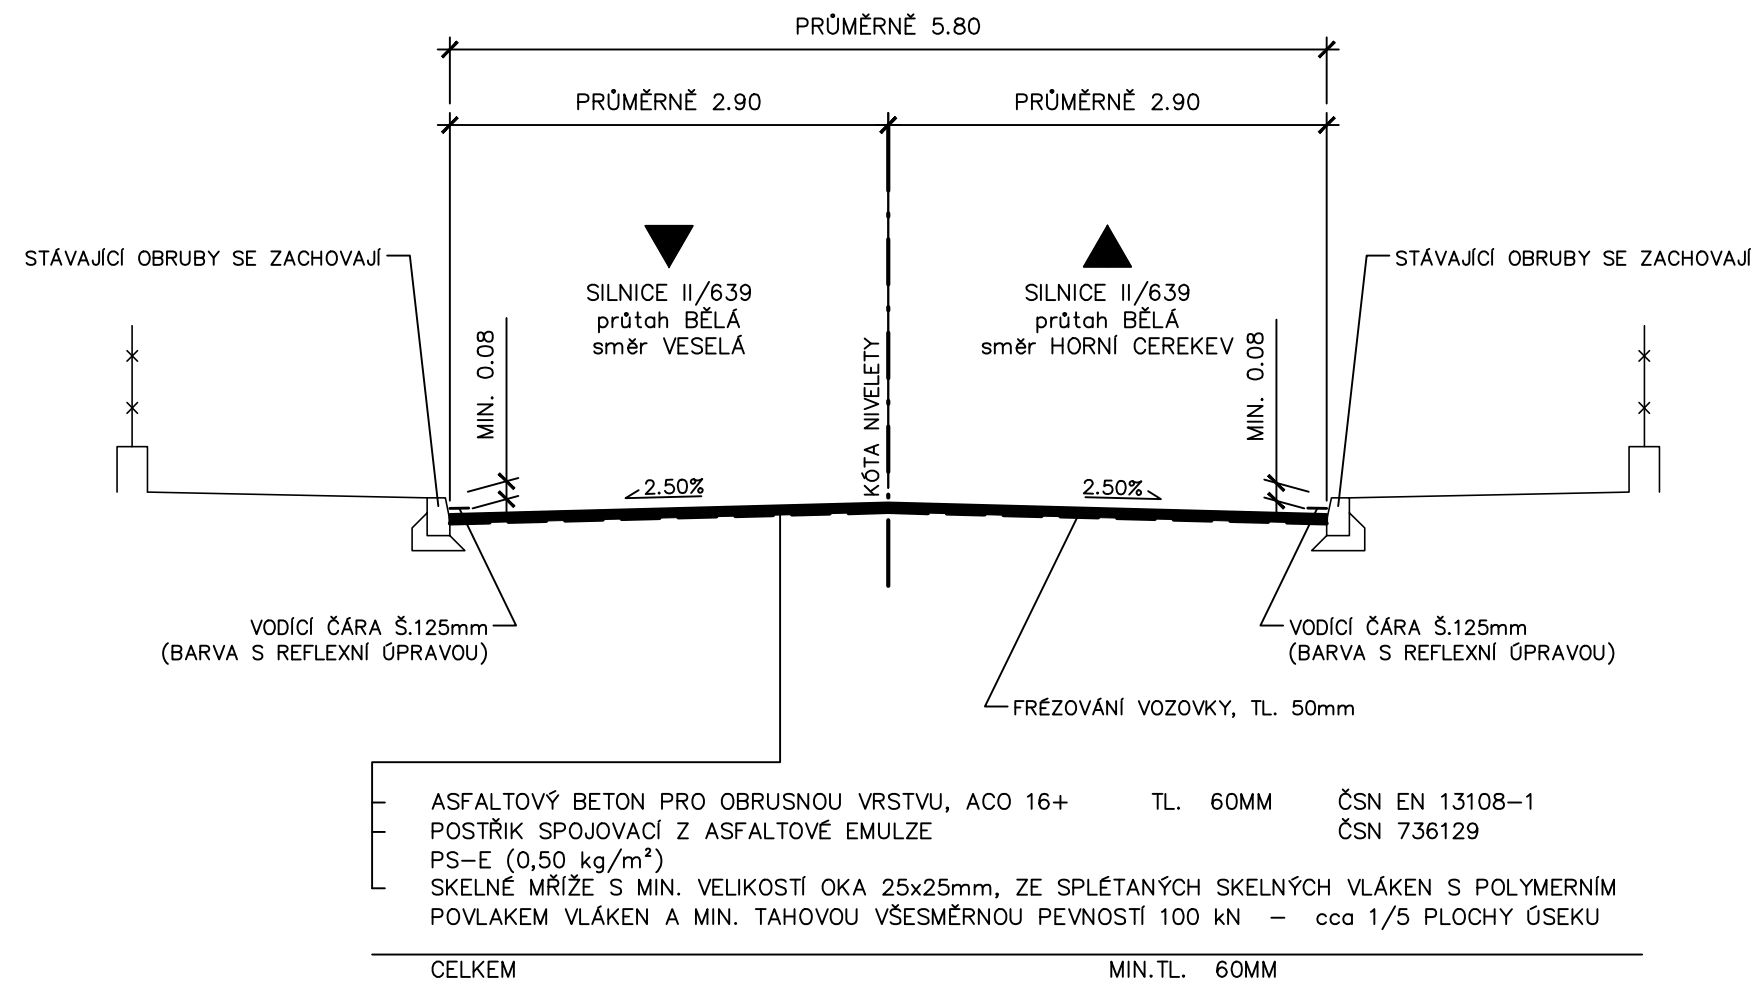 PRŮMĚRNĚ 5.80
PRŮMĚRNĚ 2.90
PRŮMĚRNĚ 2.90
STÁVAJÍCÍ OBRUBY SE ZACHOVAJÍ
STÁVAJÍCÍ OBRUBY SE ZACHOVAJÍ
SILNICE II/639
průtah BĚLÁ
směr VESELÁ
SILNICE II/639
průtah BĚLÁ
směr HORNÍ CEREKEV
MIN. 0.08
KÓTA NIVELETY
MIN. 0.08
2.50%
2.50%
VODÍCÍ ČÁRA Š.125mm
(BARVA S REFLEXNÍ ÚPRAVOU)
VODÍCÍ ČÁRA Š.125mm
(BARVA S REFLEXNÍ ÚPRAVOU)
FRÉZOVÁNÍ VOZOVKY, TL. 50mm
ASFALTOVÝ BETON PRO OBRUSNOU VRSTVU, ACO 16+ TL. 60MM ČSN EN 13108-1
POSTŘIK SPOJOVACÍ Z ASFALTOVÉ EMULZE ČSN 736129
PS-E (0,50 kg/m²)
SKELNÉ MŘÍŽE S MIN. VELIKOSTÍ OKA 25x25mm, ZE SPLÉTANÝCH SKELNÝCH VLÁKEN S POLYMERNÍM
POVLAKEM VLÁKEN A MIN. TAHOVOU VŠESMĚRNOU PEVNOSTÍ 100 kN - cca 1/5 PLOCHY ÚSEKU
CELKEM MIN.TL. 60MM